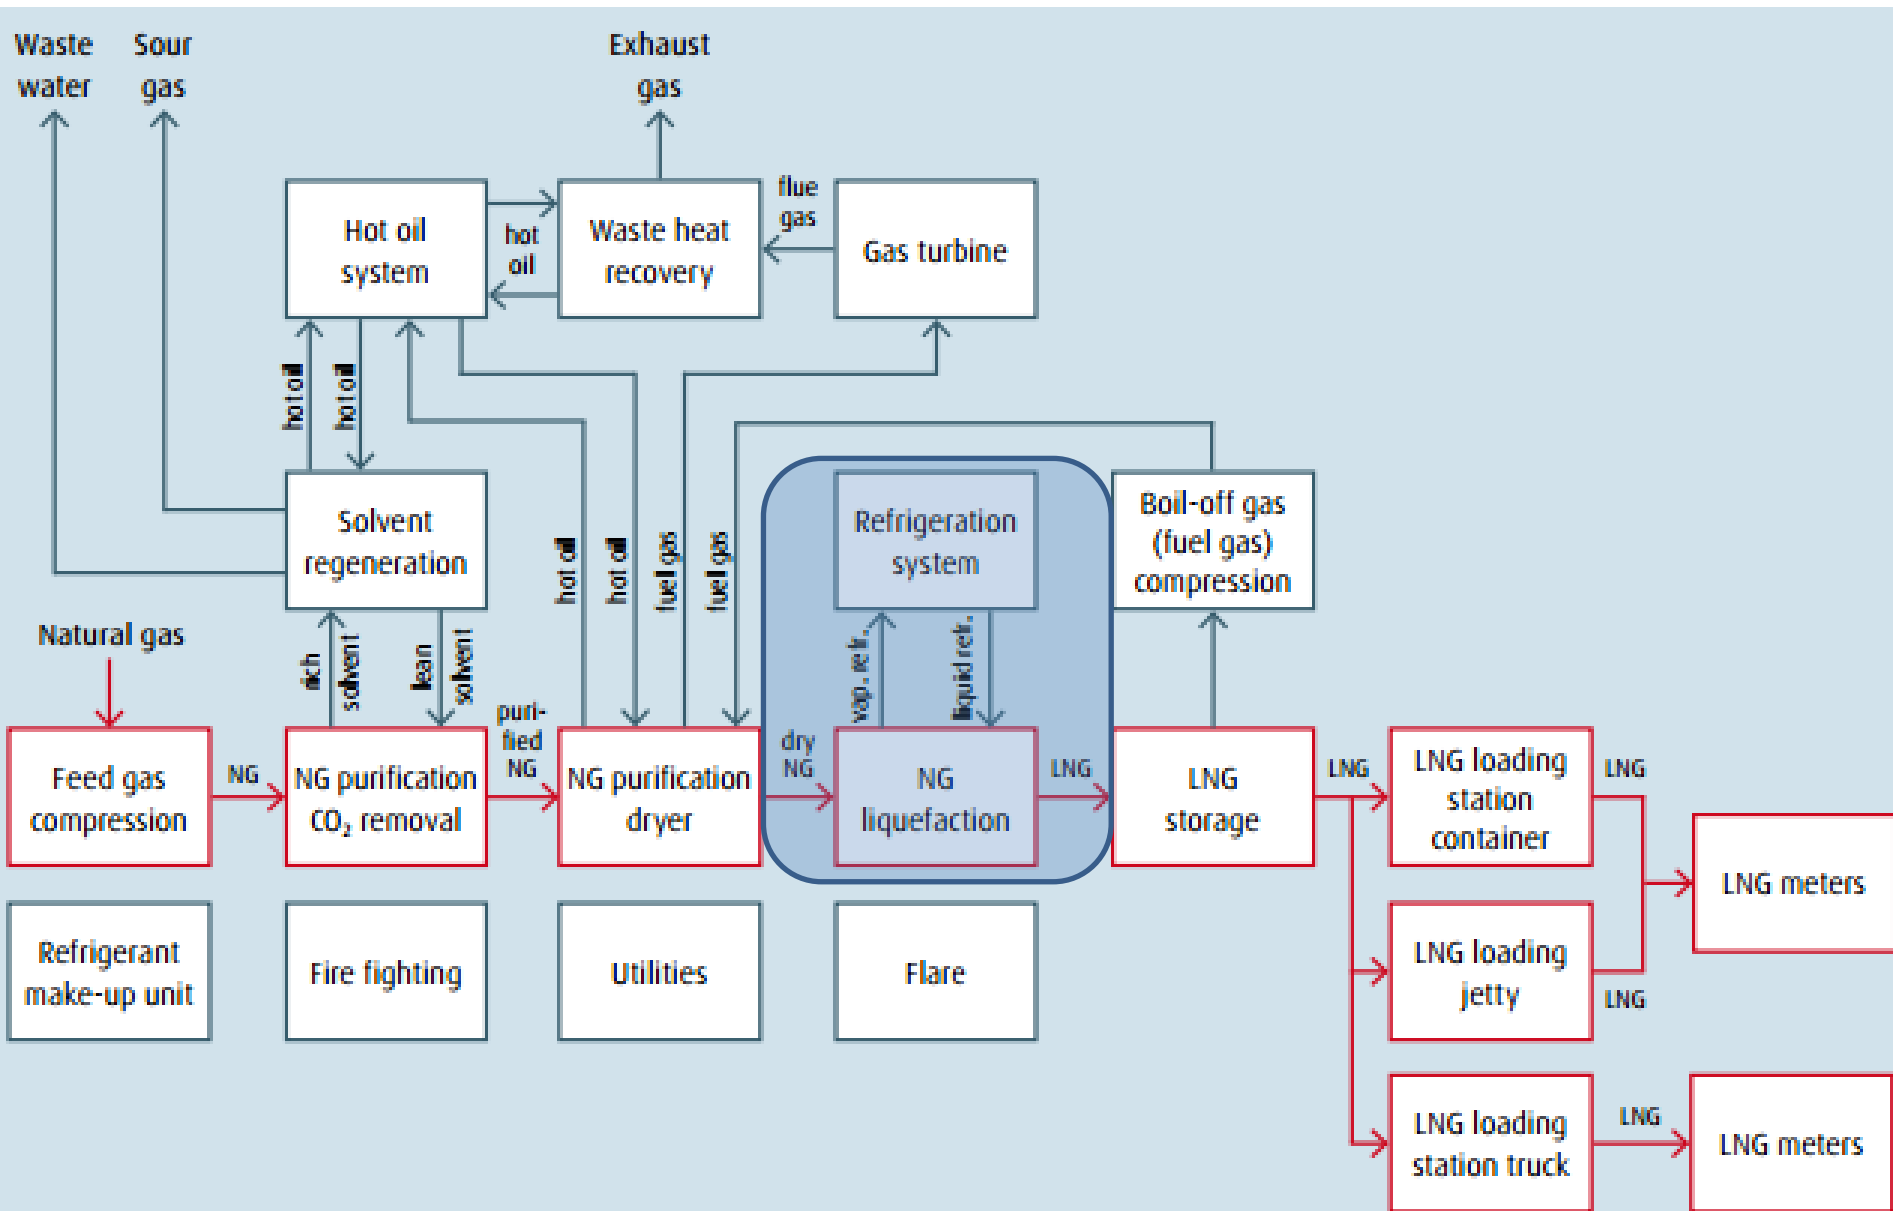 Waste
water
Sour
gas
Exhaust
gas
Hot oil
system
hot
oil
Waste heat
recovery
flue
gas
Gas turbine
hot oil
hot oil
Solvent
regeneration
hot oil
hot oil
fuel gas
fuel gas
Refrigeration
system
Boil-off gas
(fuel gas)
compression
Natural gas
rich
solvent
lean
solvent
vap. refr.
liquid refr.
Feed gas
compression
NG
NG purification
CO₂ removal
puri-
fied
NG
NG purification
dryer
dry
NG
NG
liquefaction
LNG
LNG
storage
LNG
LNG loading
station
container
LNG
LNG meters
Refrigerant
make-up unit
Fire fighting
Utilities
Flare
LNG loading
jetty
LNG
LNG loading
station truck
LNG
LNG meters